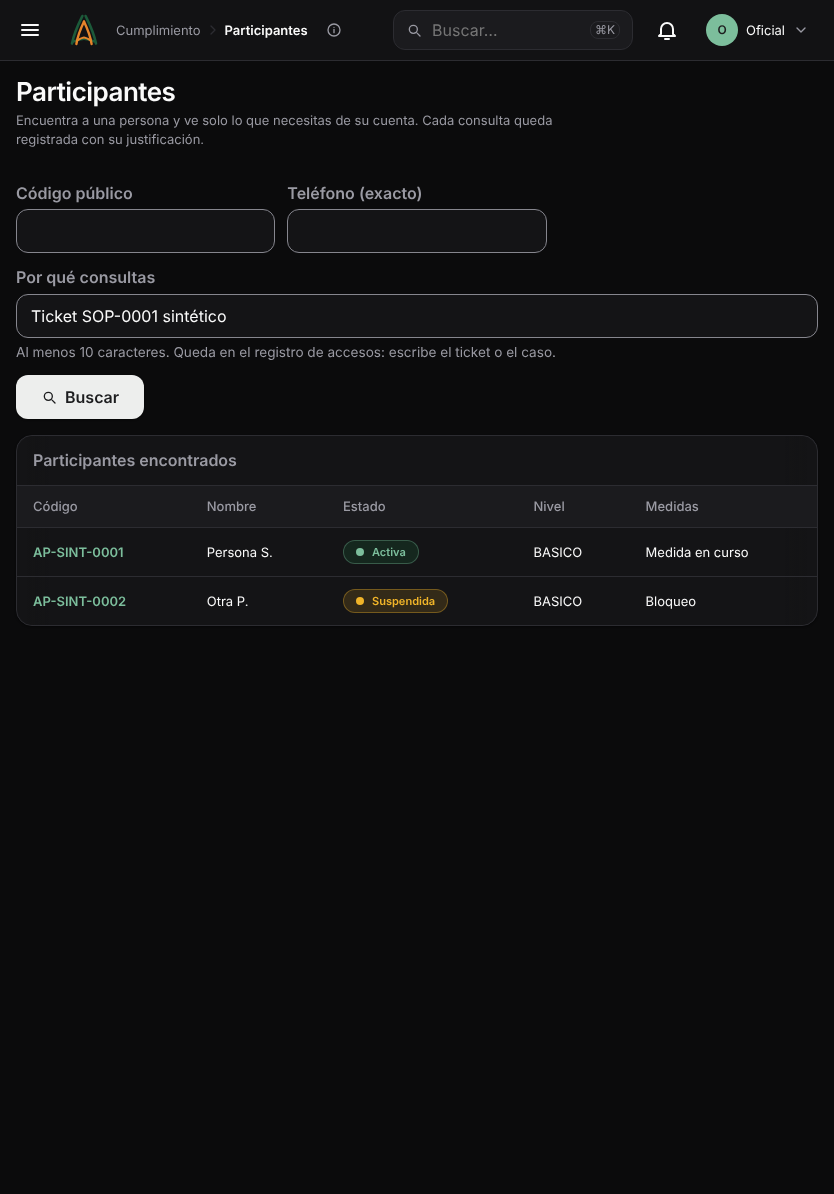 Cumplimiento Participantes Buscar... ⌘K O Oficial
Participantes
Encuentra a una persona y ve solo lo que necesitas de su cuenta. Cada consulta queda
registrada con su justificación.
Código público Teléfono (exacto)
Por qué consultas
Ticket SOP-0001 sintético
Al menos 10 caracteres. Queda en el registro de accesos: escribe el ticket o el caso.
Buscar
Participantes encontrados
Código Nombre Estado Nivel Medidas
AP-SINT-0001 Persona S. Activa BASICO Medida en curso
AP-SINT-0002 Otra P. Suspendida BASICO Bloqueo